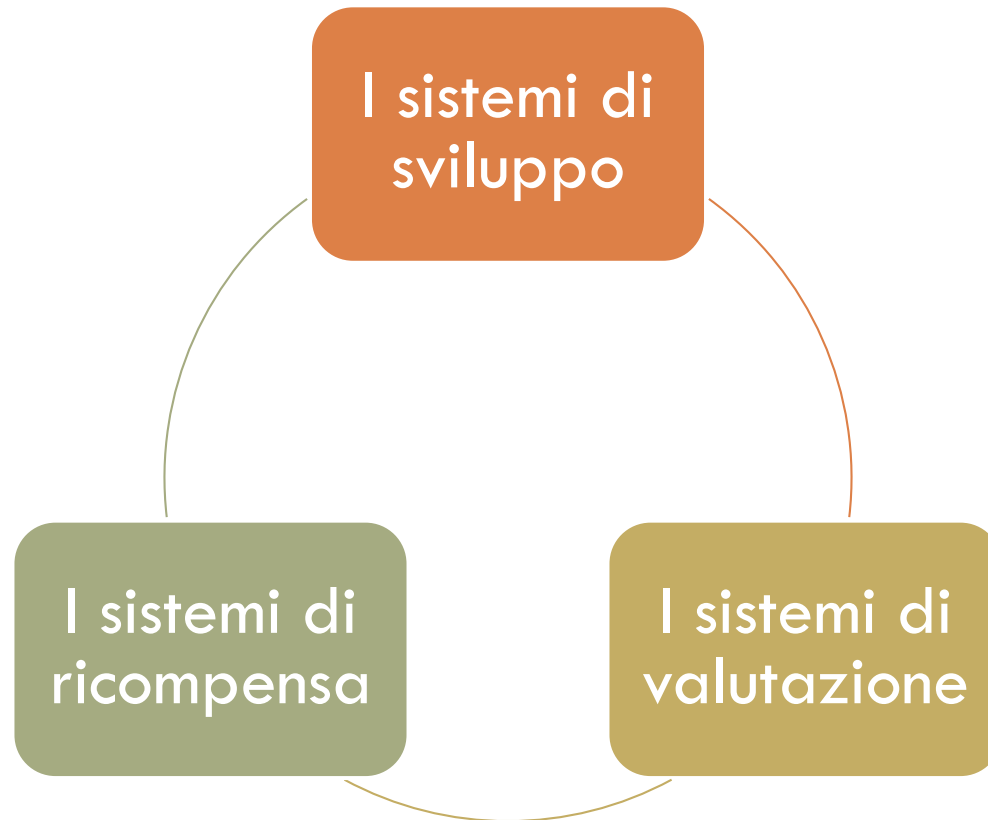 I sistemi di
sviluppo
I sistemi di
ricompensa
I sistemi di
valutazione